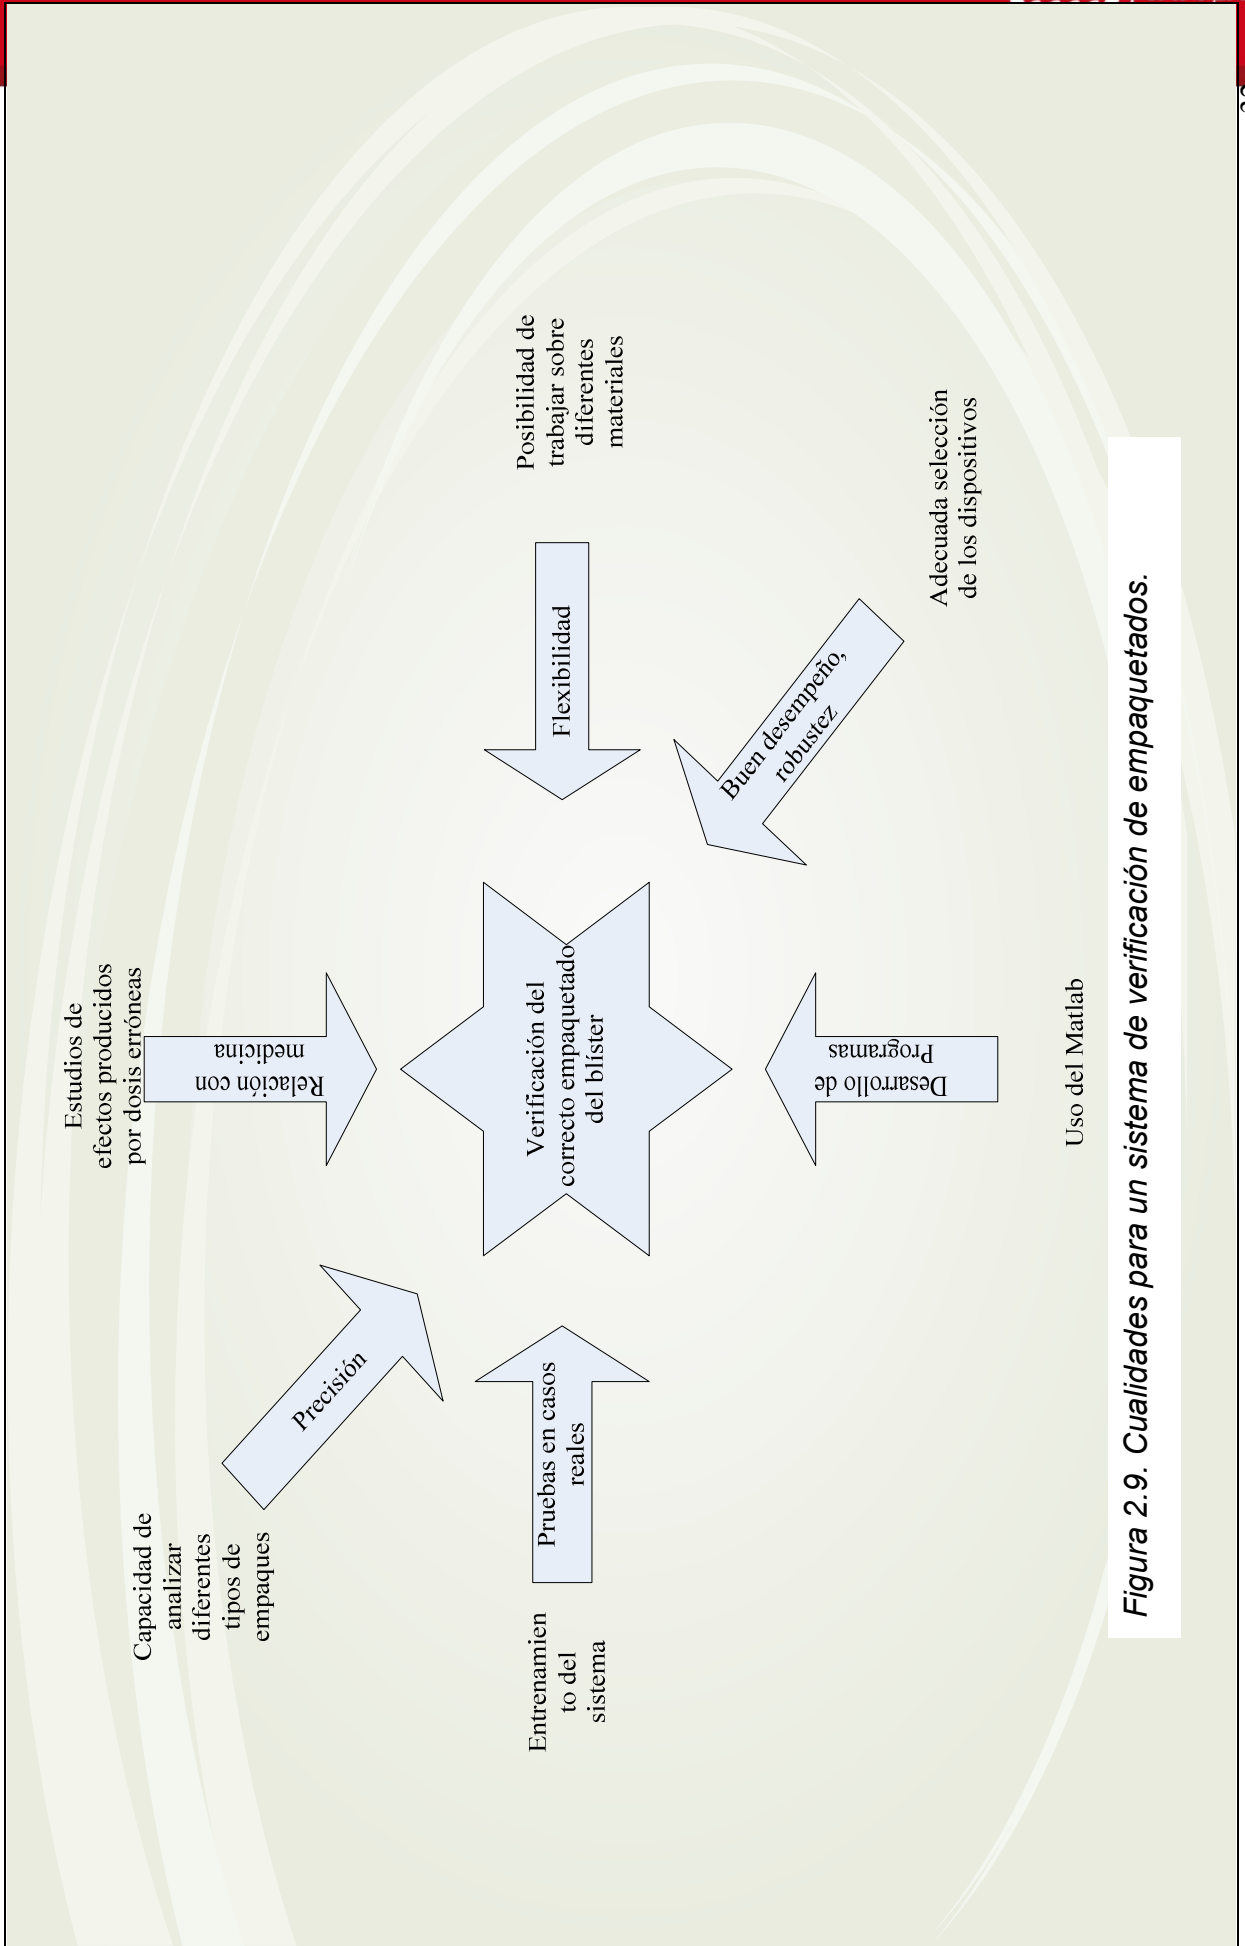 Estudios de
efectos producidos
por dosis erróneas
Relación con
medicina
Capacidad de
analizar
diferentes
tipos de
empaques
Precisión
Posibilidad de
trabajar sobre
diferentes
materiales
Flexibilidad
Verificación del
correcto empaquetado
del blíster
Pruebas en casos
reales
Entrenamien
to del
sistema
Buen desempeño,
robustez
Adecuada selección
de los dispositivos
Desarrollo de
Programas
Uso del Matlab
Figura 2.9. Cualidades para un sistema de verificación de empaquetados.